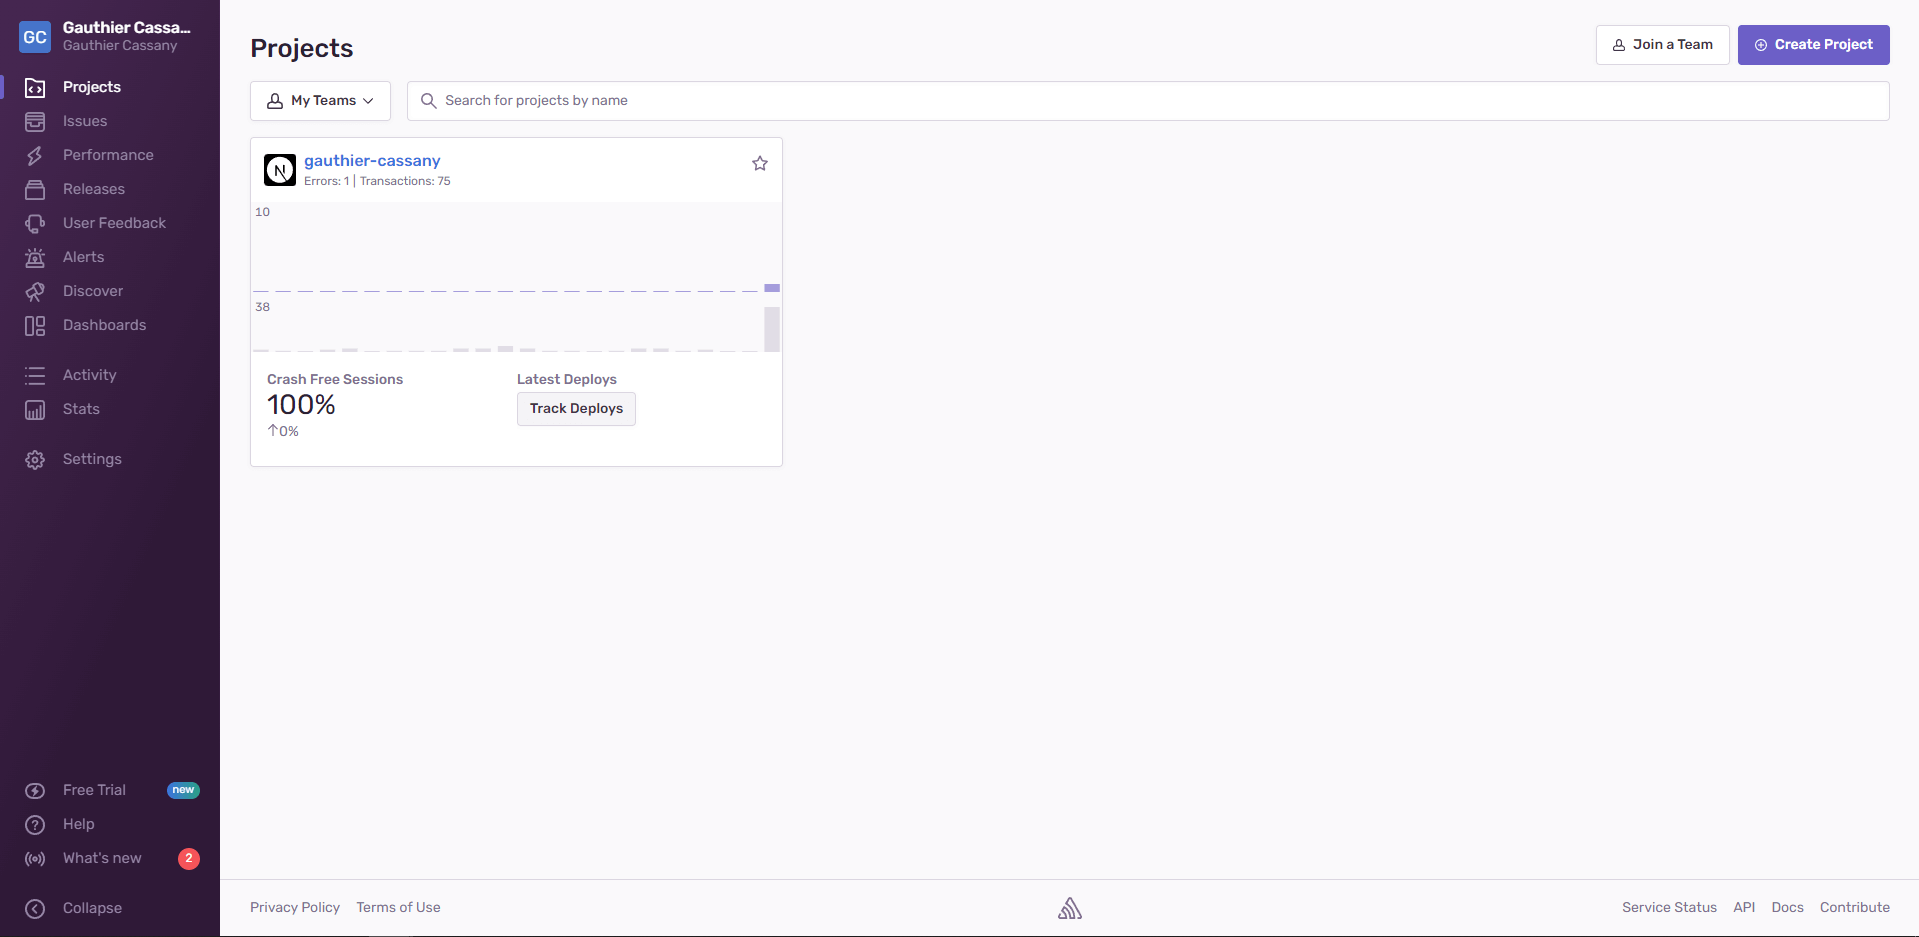 GC
Gauthier Cassa...
Gauthier Cassany
Projects
Issues
Performance
Releases
User Feedback
Alerts
Discover
Dashboards
Activity
Stats
Settings
Free Trial new
Help
What's new 2
Collapse
Projects
Join a Team
Create Project
My Teams
Search for projects by name
N
gauthier-cassany
Errors: 1 | Transactions: 75
10
38
Crash Free Sessions
100%
↑0%
Latest Deploys
Track Deploys
Privacy Policy Terms of Use
Service Status API Docs Contribute